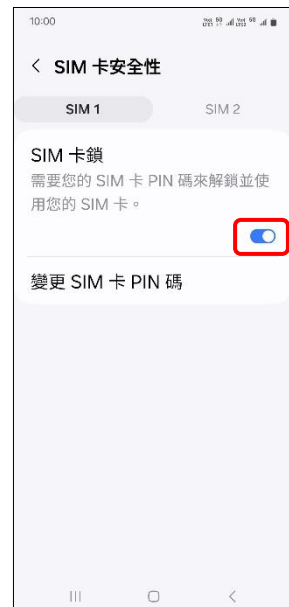 10:00
SIM 卡安全性
SIM 1 SIM 2
SIM 卡鎖
需要您的 SIM 卡 PIN 碼來解鎖並使
用您的 SIM 卡。
變更 SIM 卡 PIN 碼